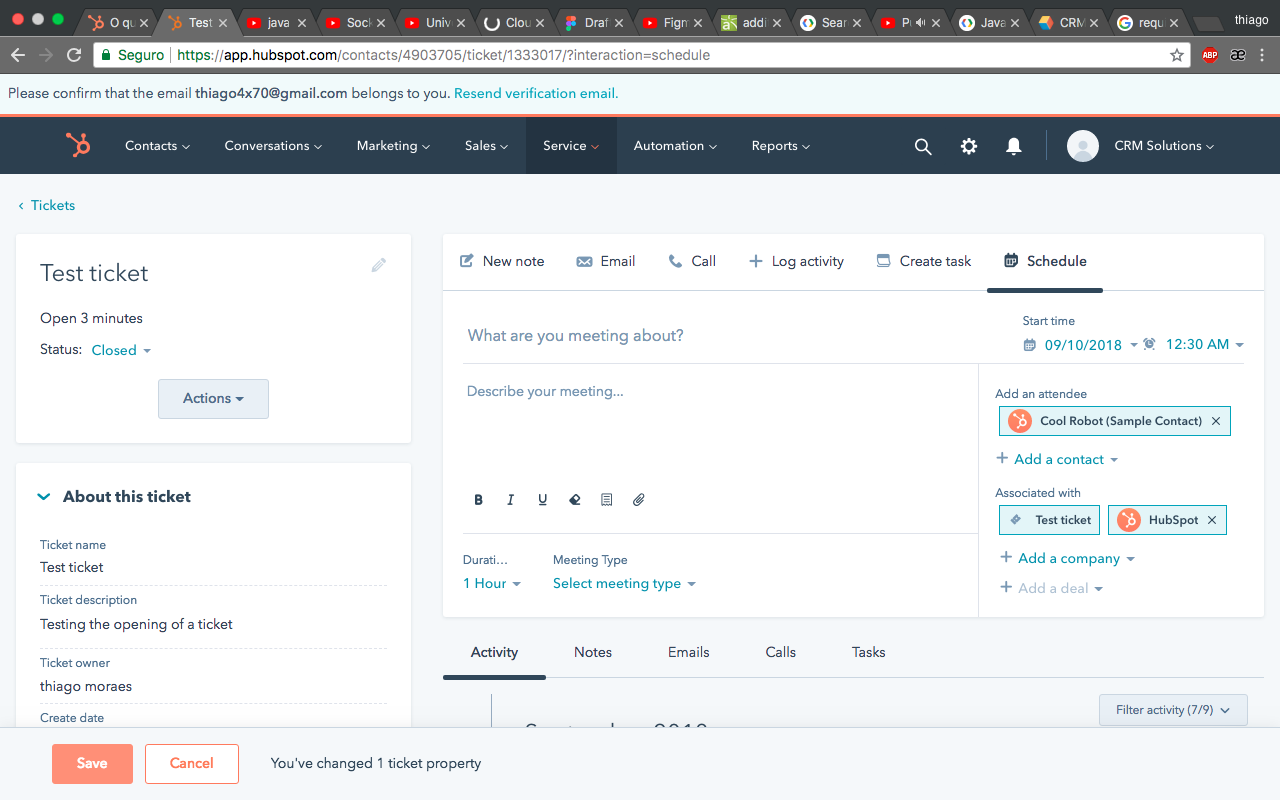 O qu
Test
java
Sock
Unive
Clou
Draf
Figm
addi
Sear
Java
CRM
requ
thiago
Seguro
https://app.hubspot.com/contacts/4903705/ticket/1333017/?interaction=schedule
ABP
æ
Please confirm that the email thiago4x70@gmail.com belongs to you. Resend verification email.
Contacts
Conversations
Marketing
Sales
Service
Automation
Reports
CRM Solutions
Tickets
Test ticket
Open 3 minutes
Status: Closed
Actions
About this ticket
Ticket name
Test ticket
Ticket description
Testing the opening of a ticket
Ticket owner
thiago moraes
Create date
New note
Email
Call
Log activity
Create task
Schedule
What are you meeting about?
Start time
09/10/2018
12:30 AM
Describe your meeting...
B I U
Durati...
1 Hour
Meeting Type
Select meeting type
Add an attendee
Cool Robot (Sample Contact)
Add a contact
Associated with
Test ticket
HubSpot
Add a company
Add a deal
Activity
Notes
Emails
Calls
Tasks
Filter activity (7/9)
Save
Cancel
You've changed 1 ticket property